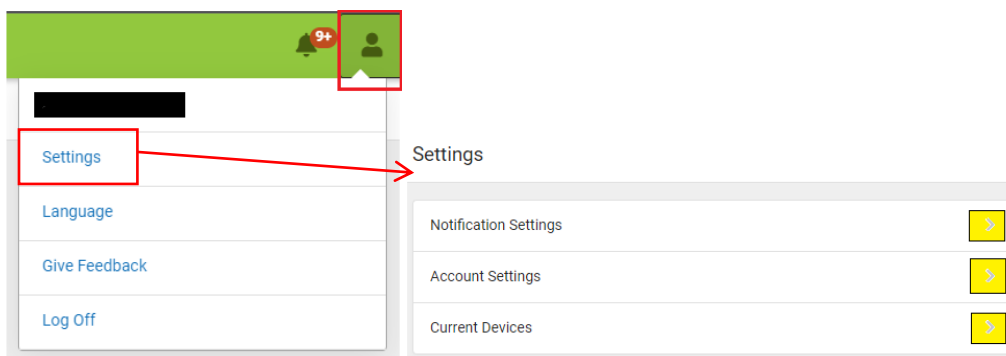 9+
Settings
Language
Give Feedback
Log Off
Settings
Notification Settings
Account Settings
Current Devices